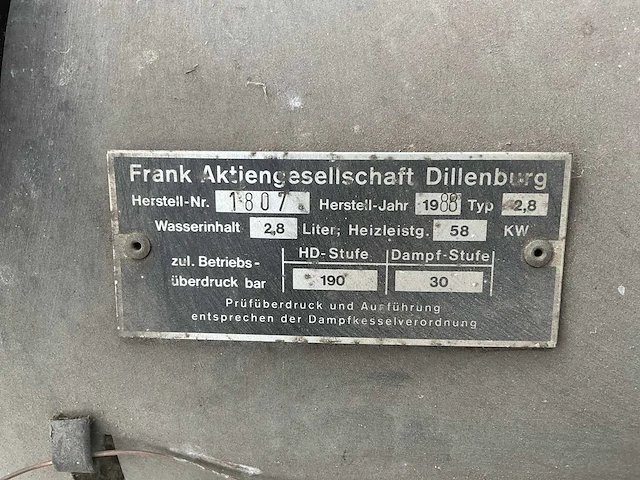 Frank Aktiengesellschaft Dillenburg
Herstell-Nr. 1807 Herstell-Jahr 1988 Typ 2,8
Wasserinhalt 2,8 Liter; Heizleistg. 58 KW
HD-Stufe Dampf-Stufe
zul. Betriebs-
überdruck bar 190 30
Prüfüberdruck und Ausführung
entsprechen der Dampfkesselverordnung